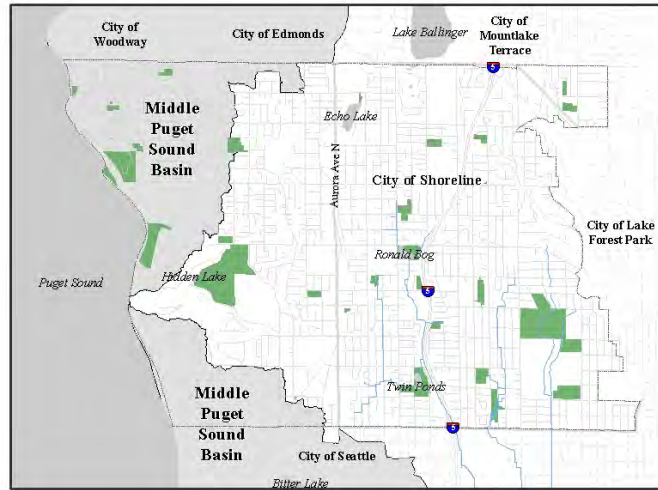 City of
Woodway
City of Edmonds
Lake Ballinger
City of
Mountlake
Terrace
5
Middle
Puget
Sound
Basin
Echo Lake
Aurora Ave N
City of Shoreline
City of Lake
Forest Park
Ronald Bog
Puget Sound
Hidden Lake
5
Twin Ponds
Middle
Puget
Sound
Basin
5
City of Seattle
Bitter Lake